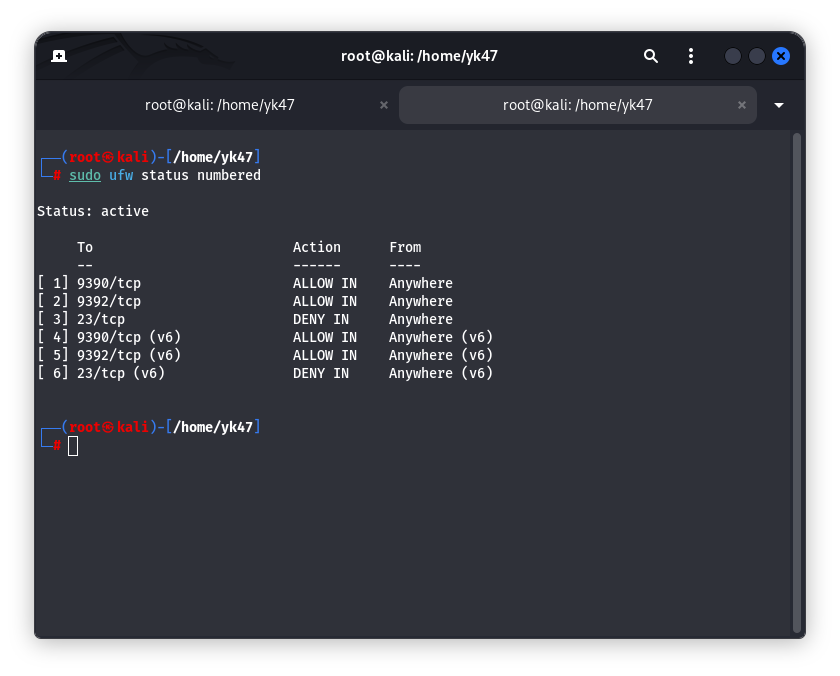 root@kali: /home/yk47
root@kali: /home/yk47 × root@kali: /home/yk47 ×
┌──(root㉿kali)-[/home/yk47]
└─# sudo ufw status numbered
Status: active
To Action From
-- ------ ----
[ 1] 9390/tcp ALLOW IN Anywhere
[ 2] 9392/tcp ALLOW IN Anywhere
[ 3] 23/tcp DENY IN Anywhere
[ 4] 9390/tcp (v6) ALLOW IN Anywhere (v6)
[ 5] 9392/tcp (v6) ALLOW IN Anywhere (v6)
[ 6] 23/tcp (v6) DENY IN Anywhere (v6)
┌──(root㉿kali)-[/home/yk47]
└─#